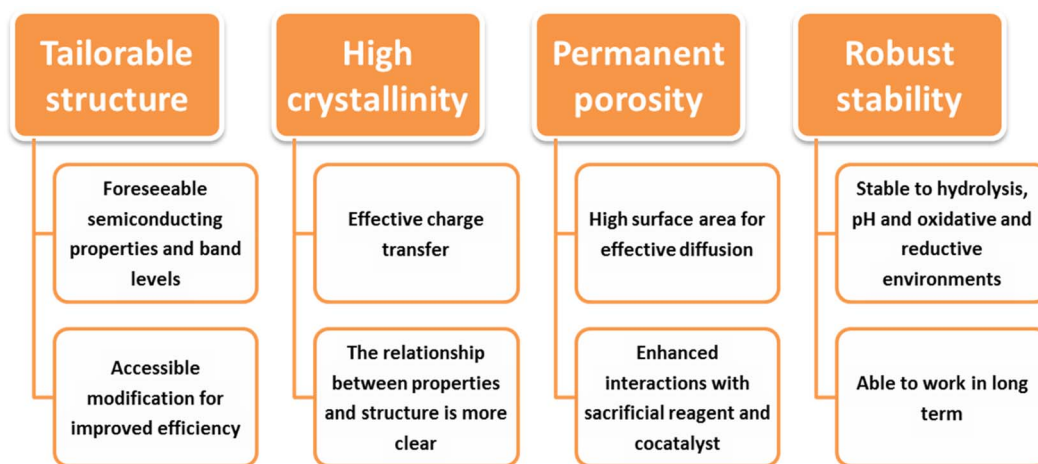 Tailorable
structure
Foreseeable
semiconducting
properties and band
levels
Accessible
modification for
improved efficiency
High
crystallinity
Effective charge
transfer
The relationship
between properties
and structure is more
clear
Permanent
porosity
High surface area for
effective diffusion
Enhanced
interactions with
sacrificial reagent and
cocatalyst
Robust
stability
Stable to hydrolysis,
pH and oxidative and
reductive
environments
Able to work in long
term